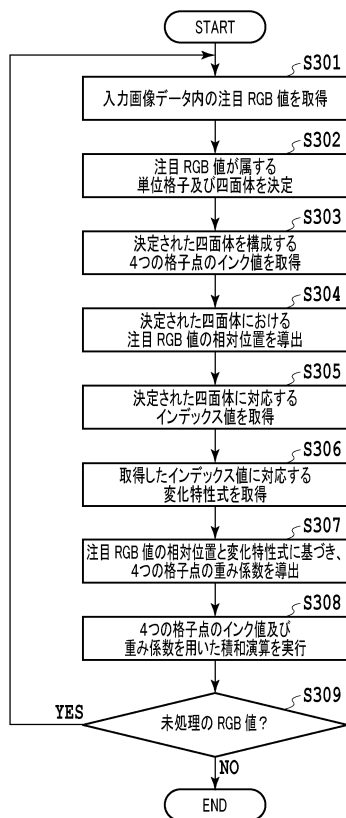 START
S301
入力画像データ内の注目 RGB 値を取得
S302
注目 RGB 値が属する
単位格子及び四面体を決定
S303
決定された四面体を構成する
4つの格子点のインク値を取得
S304
決定された四面体における
注目 RGB 値の相対位置を導出
S305
決定された四面体に対応する
インデックス値を取得
S306
取得したインデックス値に対応する
変化特性式を取得
S307
注目 RGB 値の相対位置と変化特性式に基づき、
4つの格子点の重み係数を導出
S308
4つの格子点のインク値及び
重み係数を用いた積和演算を実行
S309
YES
未処理の RGB 値？
NO
END